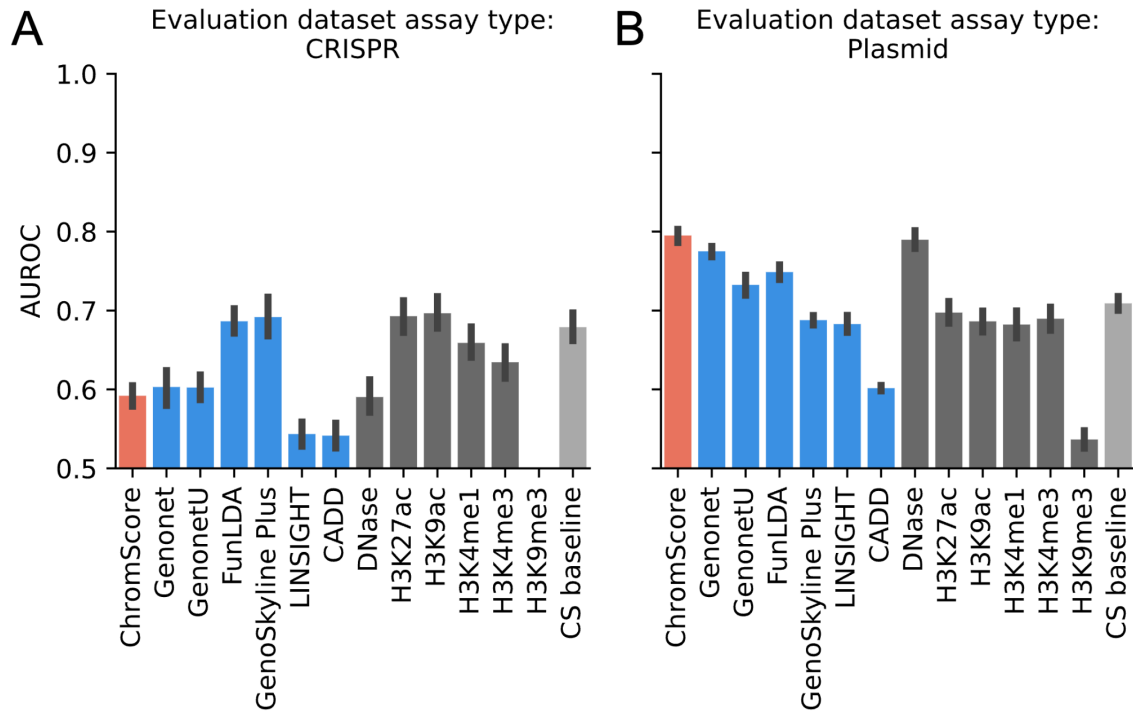 A
Evaluation dataset assay type:
CRISPR
B
Evaluation dataset assay type:
Plasmid
AUROC
1.0
0.9
0.8
0.7
0.6
0.5
ChromScore
Genonet
GenonetU
FunLDA
GenoSkyline Plus
LINSIGHT
CADD
DNase
H3K27ac
H3K9ac
H3K4me1
H3K4me3
H3K9me3
CS baseline
ChromScore
Genonet
GenonetU
FunLDA
GenoSkyline Plus
LINSIGHT
CADD
DNase
H3K27ac
H3K9ac
H3K4me1
H3K4me3
H3K9me3
CS baseline